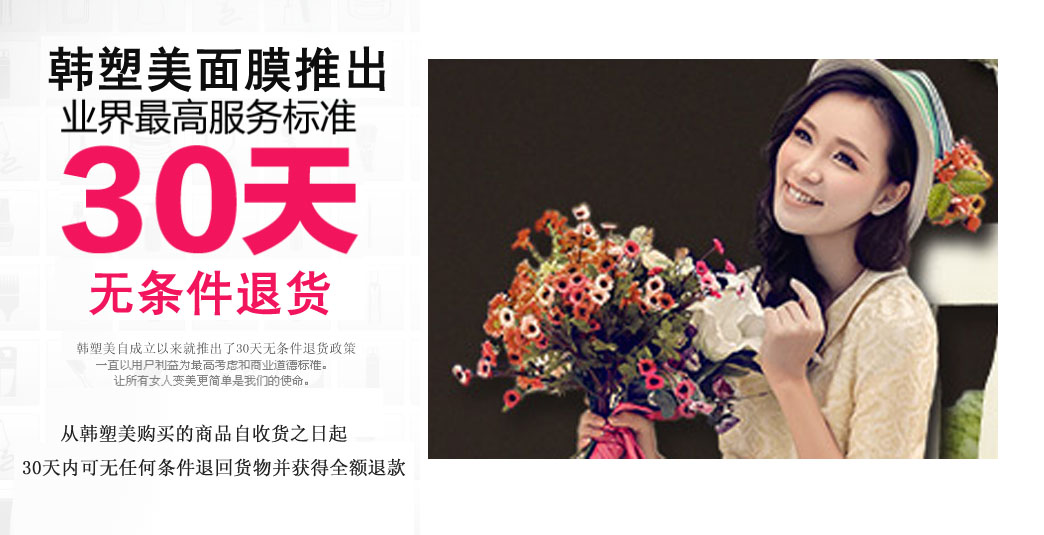 韩塑美面膜推出
业界最高服务标准
30天
无条件退货
韩塑美自成立以来就推出了30天无条件退货政策
一直以用户利益为最高考虑和商业道德标准。
让所有女人变美更简单是我们的使命。
从韩塑美购买的商品自收货之日起
30天内可无任何条件退回货物并获得全额退款